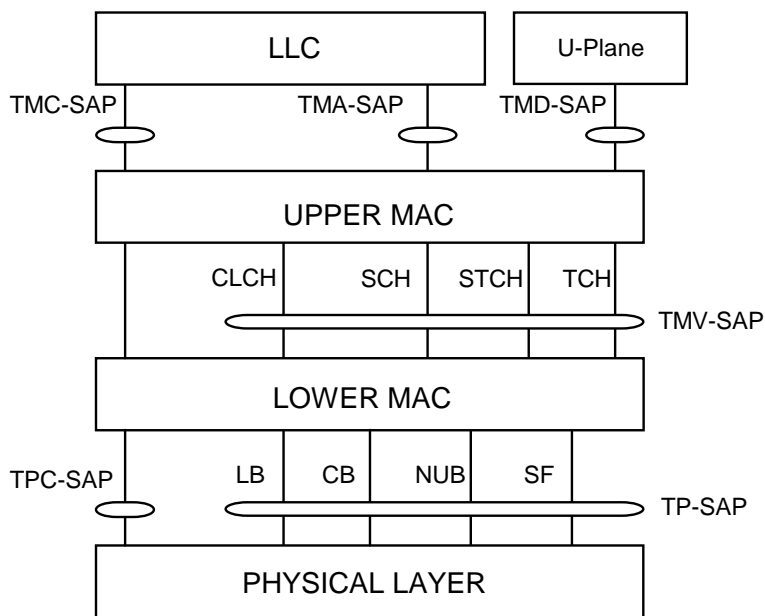 LLC
U-Plane
TMC-SAP
TMA-SAP
TMD-SAP
UPPER MAC
CLCH
SCH
STCH
TCH
TMV-SAP
LOWER MAC
TPC-SAP
LB
CB
NUB
SF
TP-SAP
PHYSICAL LAYER